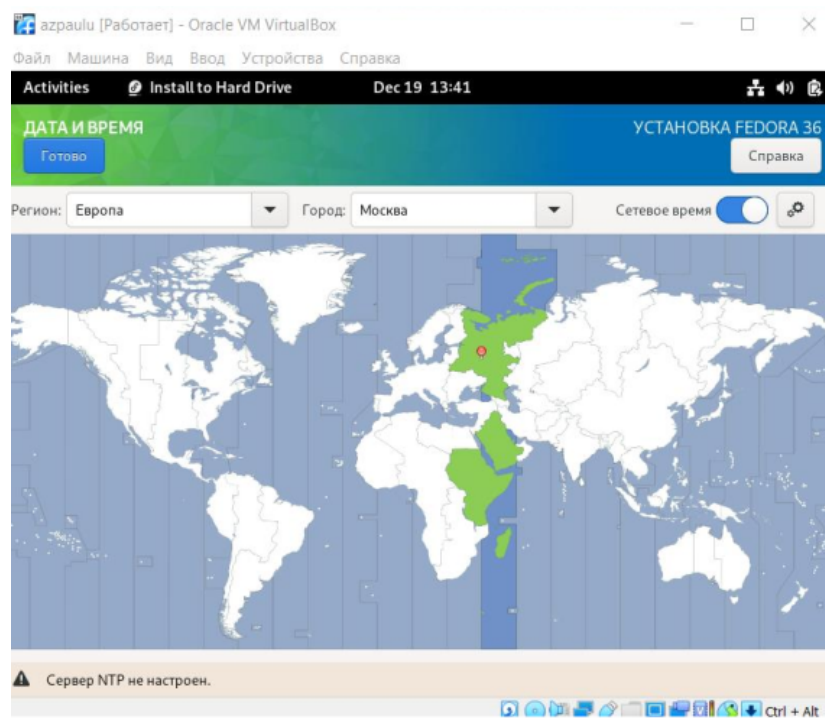 azpaulu [Работает] - Oracle VM VirtualBox
Файл Машина Вид Ввод Устройства Справка
Activities Install to Hard Drive Dec 19 13:41
ДАТА И ВРЕМЯ УСТАНОВКА FEDORA 36
Готово Справка
Регион: Европа Город: Москва Сетевое время
Сервер NTP не настроен.
Ctrl + Alt